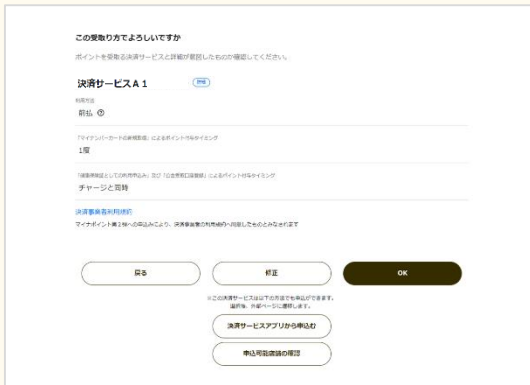 この受取り方でよろしいですか
ポイントを受取る決済サービスと詳細が意図したものか確認してください。
決済サービスA1
詳細
利用方法
前払 ?
「マイナンバーカードの新規取得」によるポイント付与タイミング
1度
「健康保険証としての利用申込み」及び「公金受取口座登録」によるポイント付与タイミング
チャージと同時
決済事業者利用規約
マイナポイント第2弾への申込みにより、決済事業者の利用規約へ同意したものとみなされます
戻る
修正
OK
※この決済サービスは以下の方法でも申込ができます。
選択後、外部ページに遷移します。
決済サービスアプリから申込む
申込可能店舗の確認